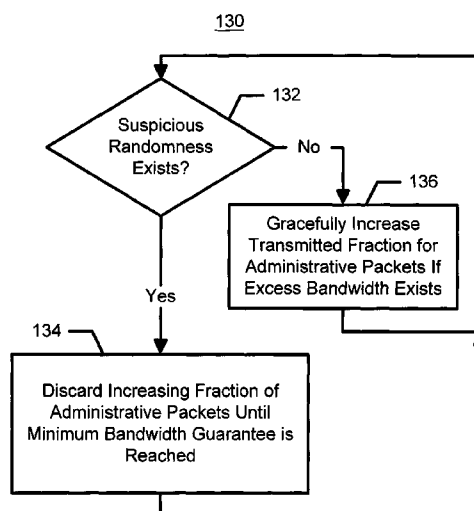 130
132
Suspicious
Randomness
Exists?
No
136
Gracefully Increase
Transmitted Fraction for
Administrative Packets If
Excess Bandwidth Exists
Yes
134
Discard Increasing Fraction of
Administrative Packets Until
Minimum Bandwidth Guarantee is
Reached